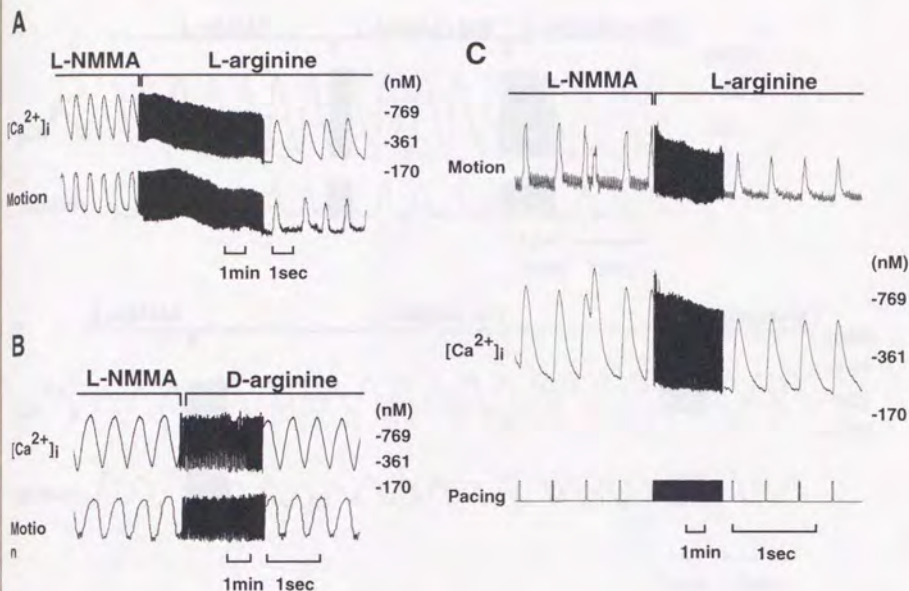 A
L-NMMA L-arginine
(nM)
[Ca2+]i
-769
-361
-170
Motion
1min 1sec
B
L-NMMA D-arginine
(nM)
[Ca2+]i
-769
-361
-170
Motio
n
1min 1sec
C
L-NMMA L-arginine
Motion
(nM)
-769
[Ca2+]i
-361
-170
Pacing
1min 1sec